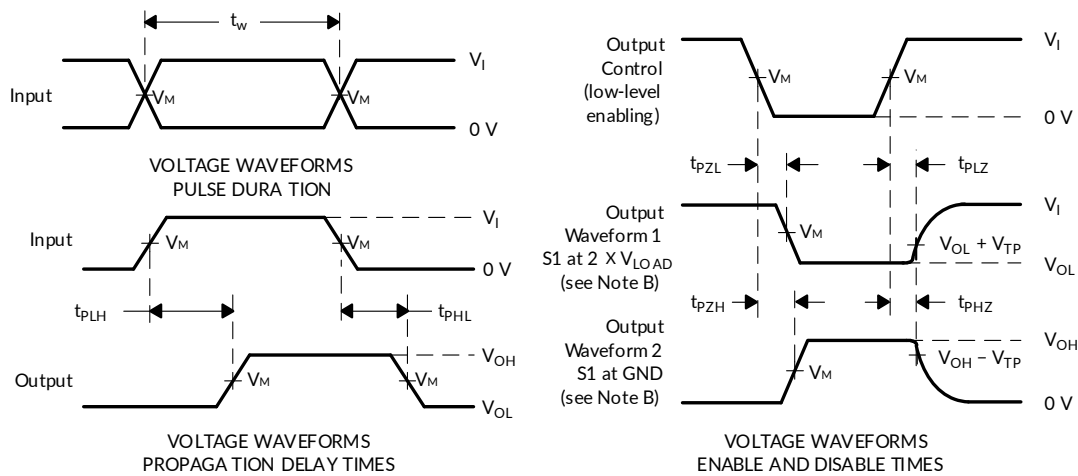 t_w
Input
V_M
V_M
V_I
0 V
VOLTAGE WAVEFORMS
PULSE DURA TION
Input
V_M
V_M
V_I
0 V
t_PLH
t_PHL
Output
V_M
V_M
V_OH
V_OL
VOLTAGE WAVEFORMS
PROPAGATION DELAY TIMES
Output
Control
(low-level
enabling)
V_M
V_M
V_I
0 V
t_PZL
t_PLZ
Output
Waveform 1
S1 at 2 X V_LOAD
(see Note B)
V_M
V_I
V_OL + V_TP
V_OL
t_PZH
t_PHZ
Output
Waveform 2
S1 at GND
(see Note B)
V_M
V_OH
V_OH – V_TP
0 V
VOLTAGE WAVEFORMS
ENABLE AND DISABLE TIMES